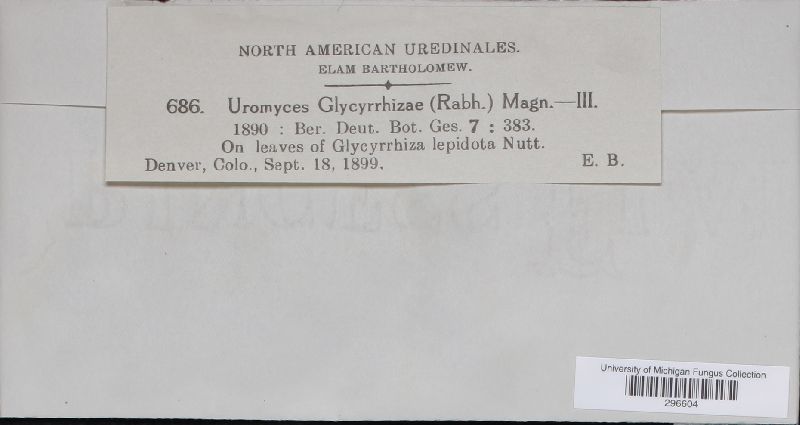 NORTH AMERICAN UREDINALES.
ELAM BARTHOLOMEW.
686. Uromyces Glycyrrhizae (Rabh.) Magn.—III.
1890 : Ber. Deut. Bot. Ges. 7 : 383.
On leaves of Glycyrrhiza lepidota Nutt.
Denver, Colo., Sept. 18, 1899. E. B.
University of Michigan Fungus Collection
296604